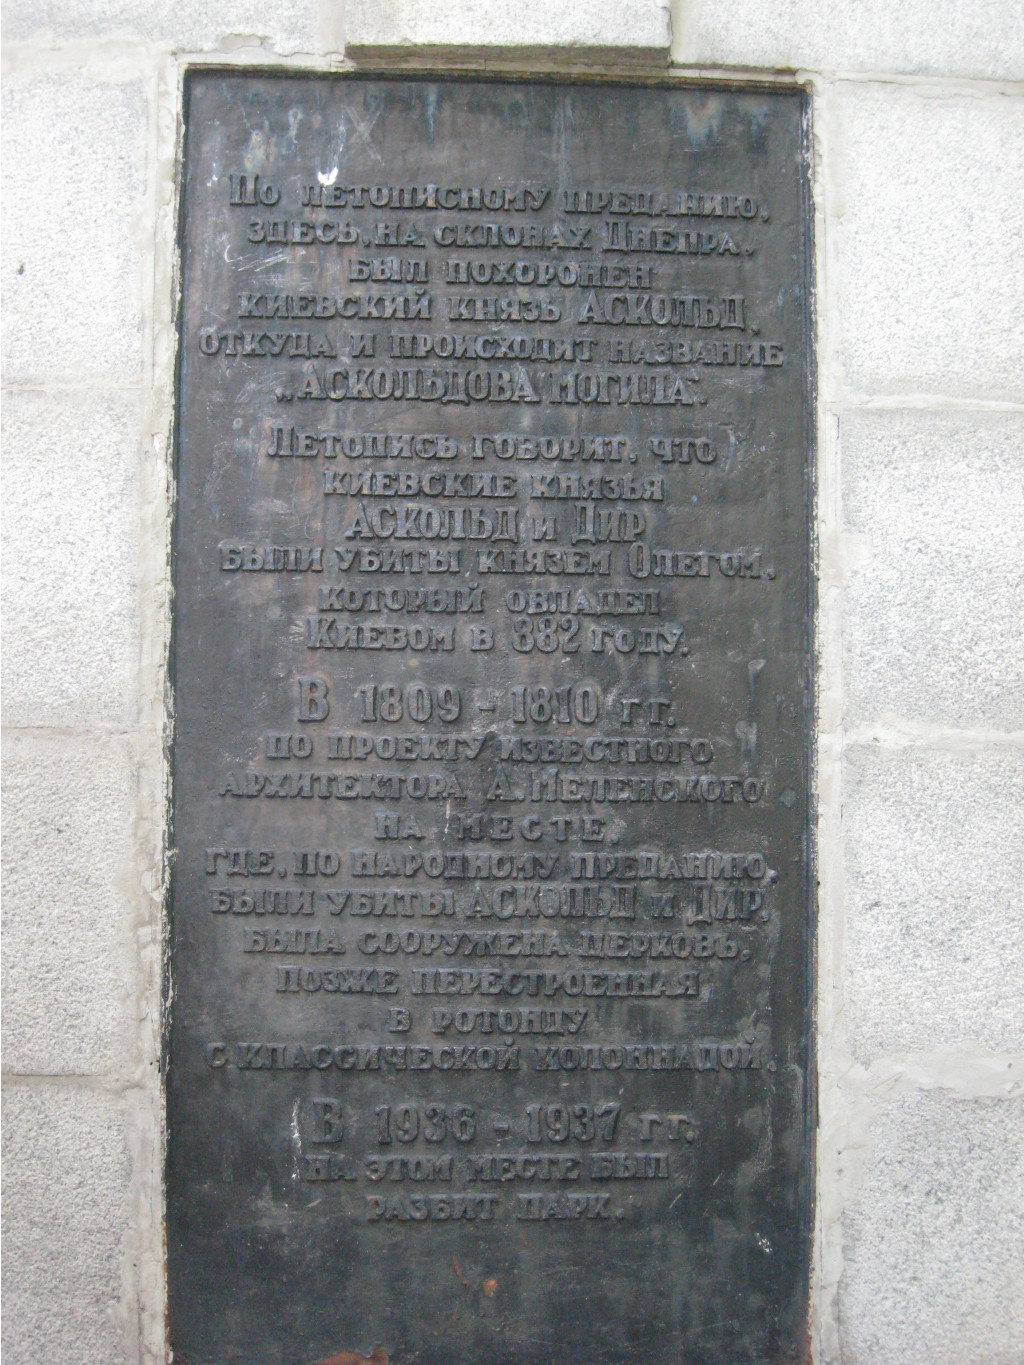 По летописному преданию,
здесь, на склонах Днепра,
был похоронен
киевский князь Аскольд,
откуда и происходит название
„Аскольдова могила“.
Летопись говорит, что
киевские князья
Аскольд и Дир
были убиты князем Олегом,
который овладел
Киевом в 882 году.
В 1809 - 1810 гг.
по проекту известного
архитектора А. Меленского
на месте,
где, по народному преданию,
были убиты Аскольд и Дир,
была сооружена церковь,
позже перестроенная
в ротонду
с классической колоннадой.
В 1936 - 1937 гг.
на этом месте был
разбит парк.